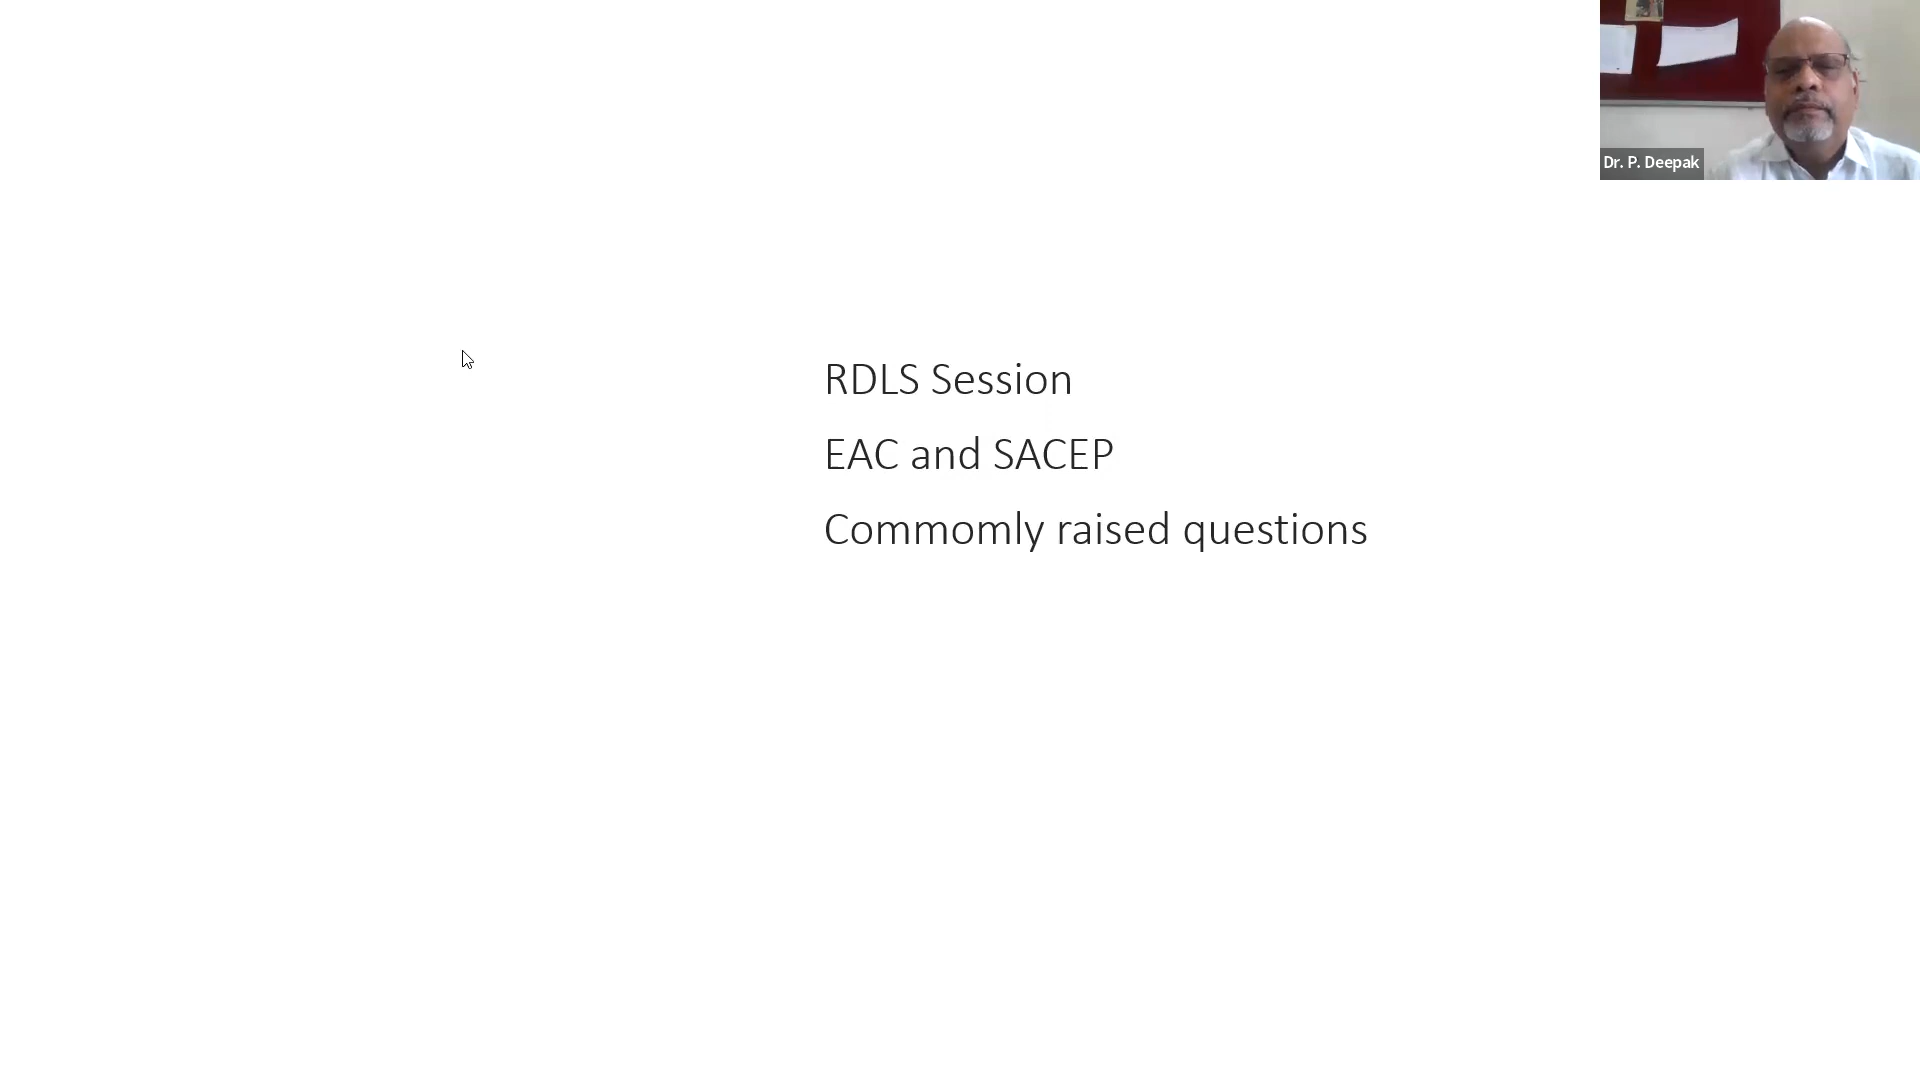 RDLS Session
EAC and SACEP
Commomly raised questions
Dr. P. Deepak